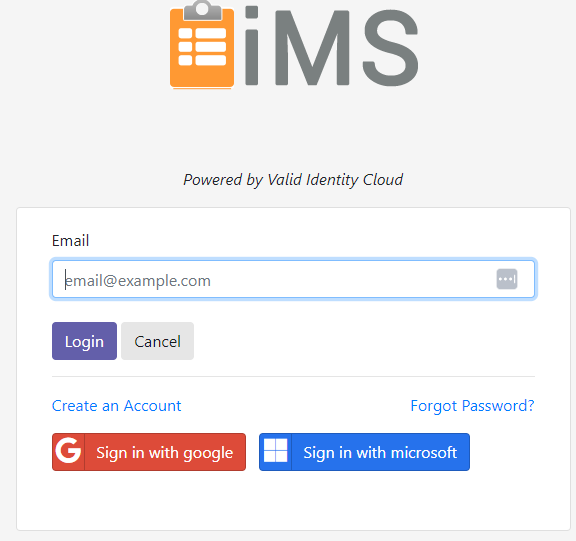 iMS
Powered by Valid Identity Cloud
Email
email@example.com
Login Cancel
Create an Account Forgot Password?
G Sign in with google Sign in with microsoft